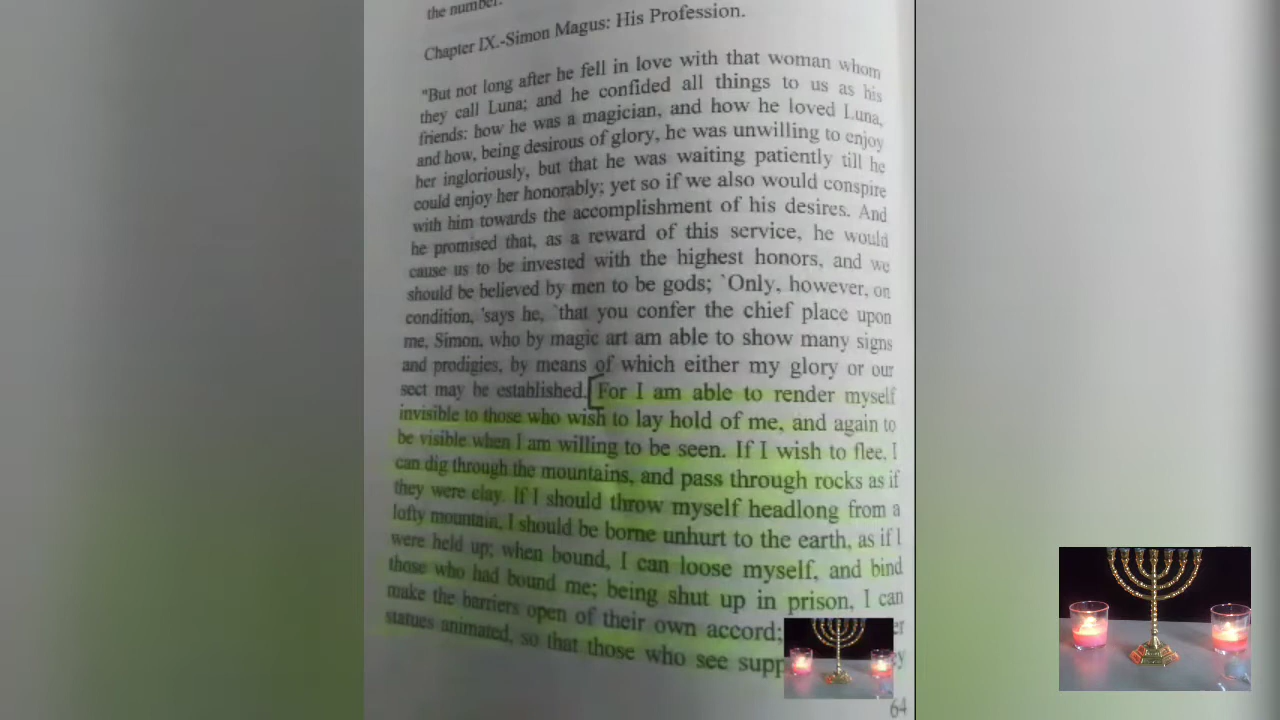 the number.
Chapter IX.-Simon Magus: His Profession.
"But not long after he fell in love with that woman whom
they call Luna; and he confided all things to us as his
friends: how he was a magician, and how he loved Luna,
and how, being desirous of glory, he was unwilling to enjoy
her ingloriously, but that he was waiting patiently till he
could enjoy her honorably; yet so if we also would conspire
with him towards the accomplishment of his desires. And
he promised that, as a reward of this service, he would
cause us to be invested with the highest honors, and we
should be believed by men to be gods; `Only, however, on
condition, 'says he, `that you confer the chief place upon
me, Simon, who by magic art am able to show many signs
and prodigies, by means of which either my glory or our
sect may be established. For I am able to render myself
invisible to those who wish to lay hold of me, and again to
be visible when I am willing to be seen. If I wish to flee, I
can dig through the mountains, and pass through rocks as if
they were clay. If I should throw myself headlong from a
lofty mountain, I should be borne unhurt to the earth, as if I
were held up; when bound, I can loose myself, and bind
those who had bound me; being shut up in prison, I can
make the barriers open of their own accord;
statues animated, so that those who see
64